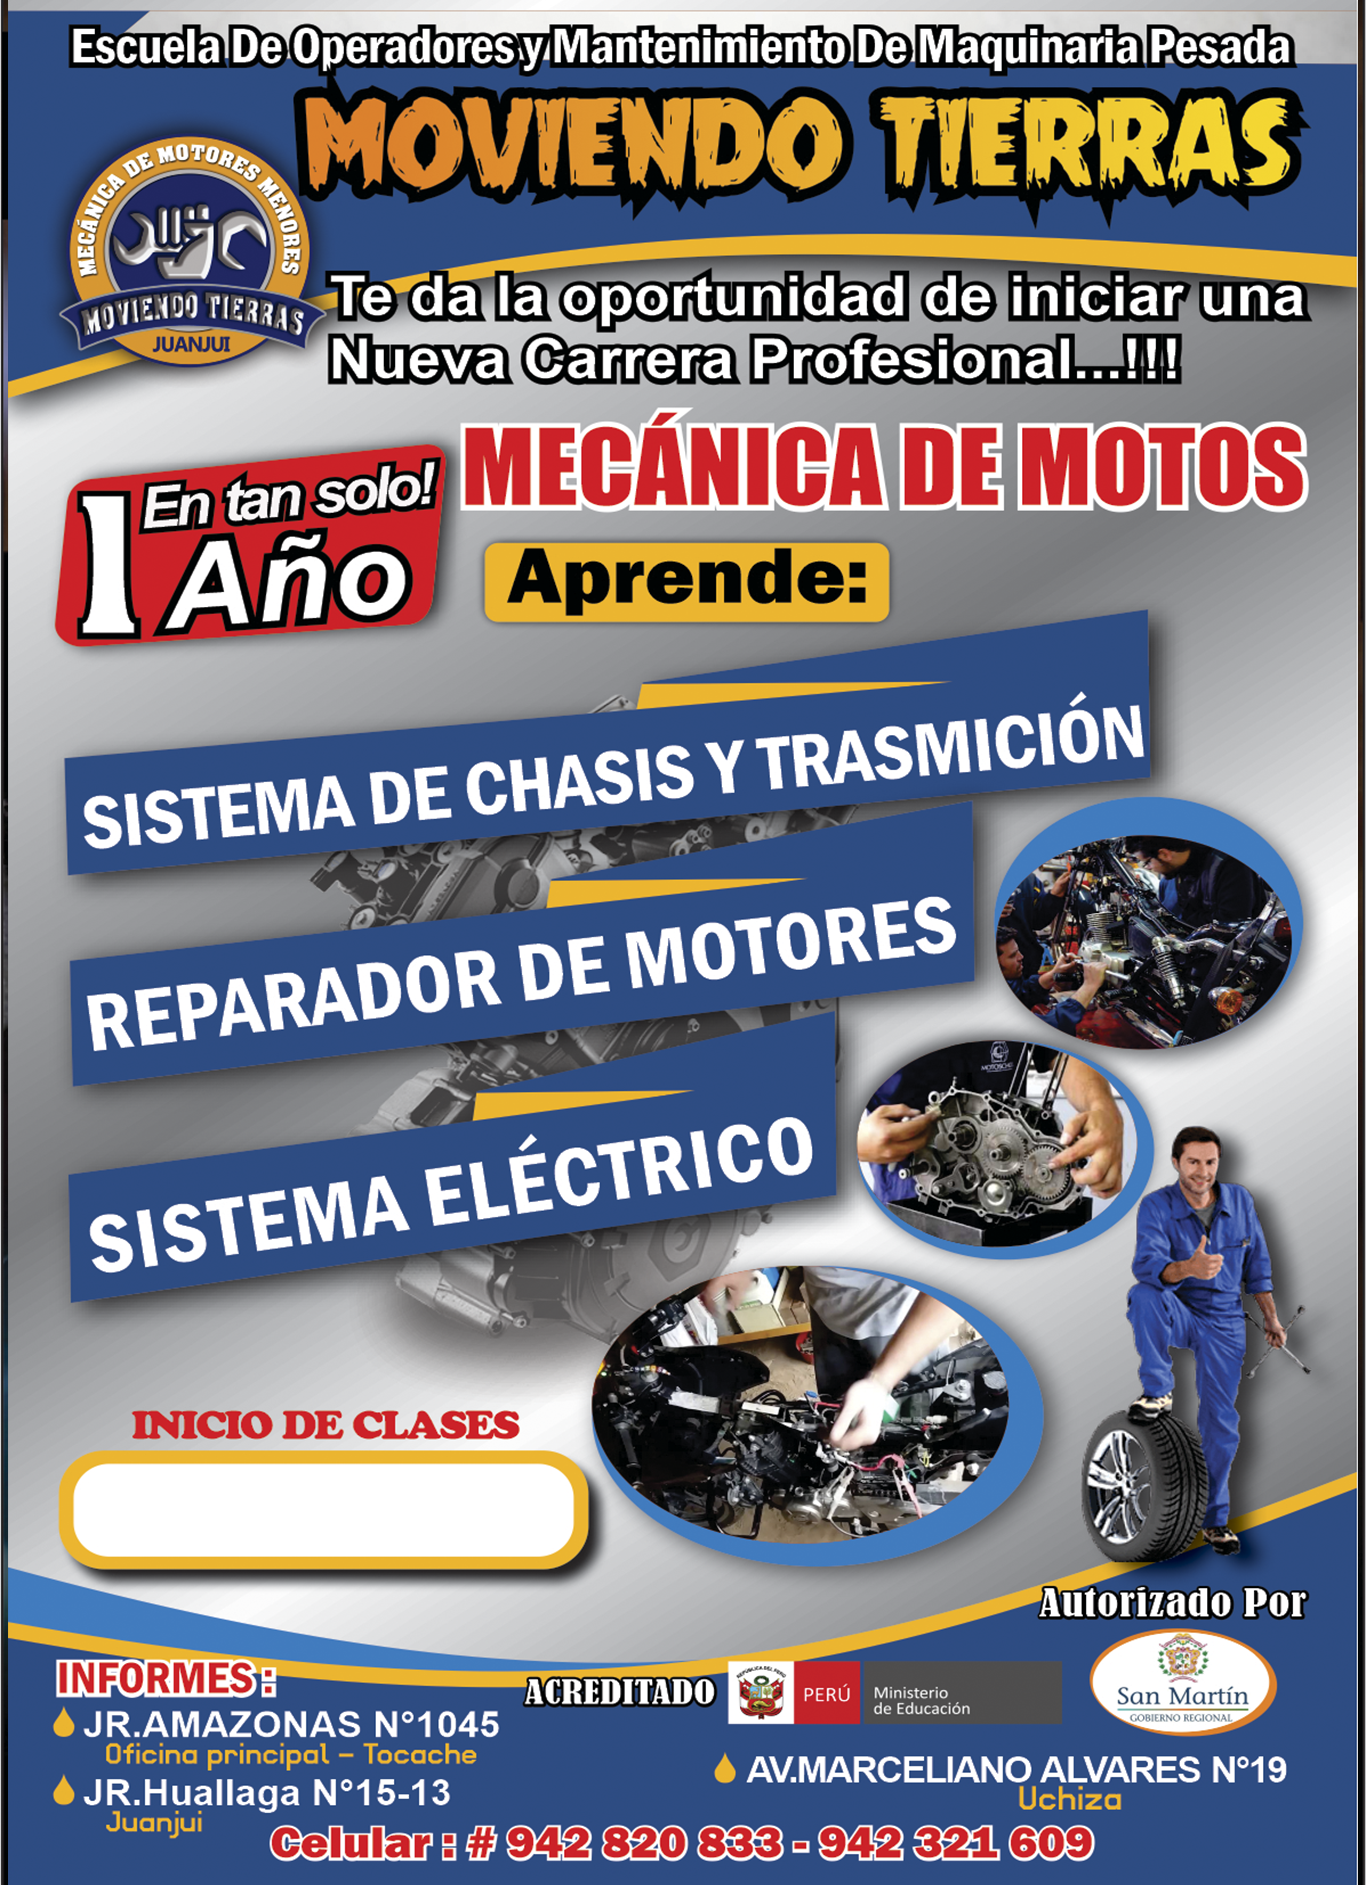 Escuela De Operadores y Mantenimiento De Maquinaria Pesada
MOVIENDO TIERRAS
MECÁNICA DE MOTORES MENORES
MOVIENDO TIERRAS
JUANJUI
Te da la oportunidad de iniciar una
Nueva Carrera Profesional...!!!
MECÁNICA DE MOTOS
En tan solo!
1 Año
Aprende:
SISTEMA DE CHASIS Y TRASMICIÓN
REPARADOR DE MOTORES
SISTEMA ELÉCTRICO
INICIO DE CLASES
Autorizado Por
San Martín
GOBIERNO REGIONAL
ACREDITADO
REPÚBLICA DEL PERÚ
PERÚ
Ministerio
de Educación
INFORMES :
JR.AMAZONAS N°1045
Oficina principal – Tocache
JR.Huallaga N°15-13
Juanjui
AV.MARCELIANO ALVARES N°19
Uchiza
Celular : # 942 820 833 - 942 321 609